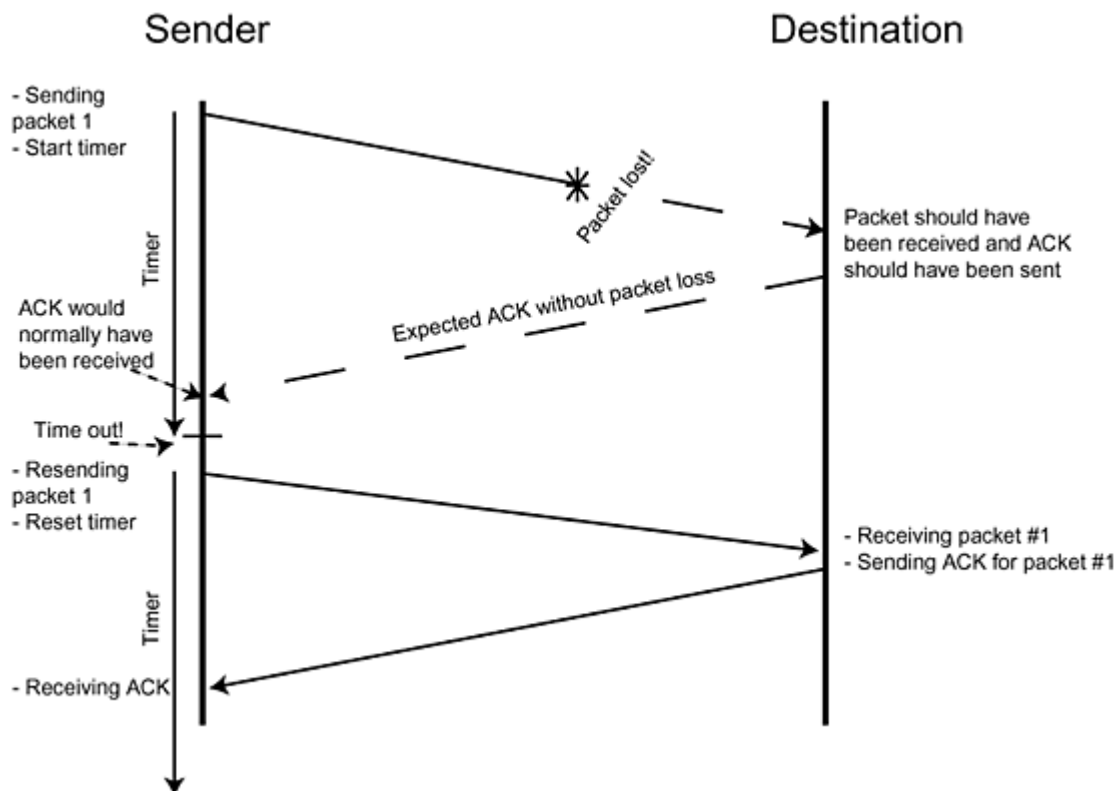 Sender
Destination
- Sending
packet 1
- Start timer
Packet lost!
Packet should have
been received and ACK
should have been sent
Timer
Expected ACK without packet loss
ACK would
normally have
been received
Time out!
- Resending
packet 1
- Reset timer
- Receiving packet #1
- Sending ACK for packet #1
Timer
- Receiving ACK